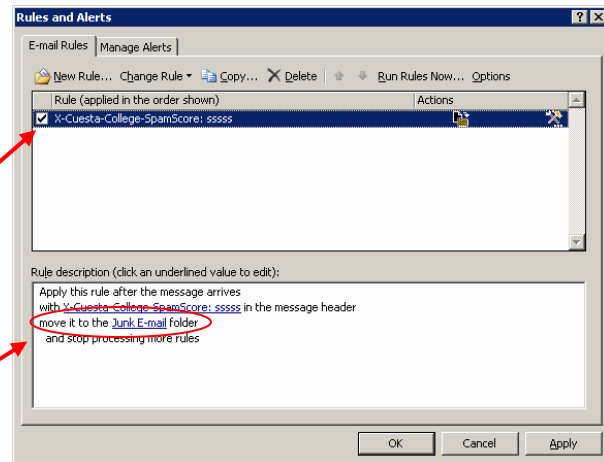 Rules and Alerts
E-mail Rules Manage Alerts
New Rule... Change Rule Copy... Delete Run Rules Now... Options
Rule (applied in the order shown) Actions
X-Cuesta-College-SpamScore: sssss
Rule description (click an underlined value to edit):
Apply this rule after the message arrives
with X-Cuesta-College-SpamScore: sssss in the message header
move it to the Junk E-mail folder
and stop processing more rules
OK Cancel Apply